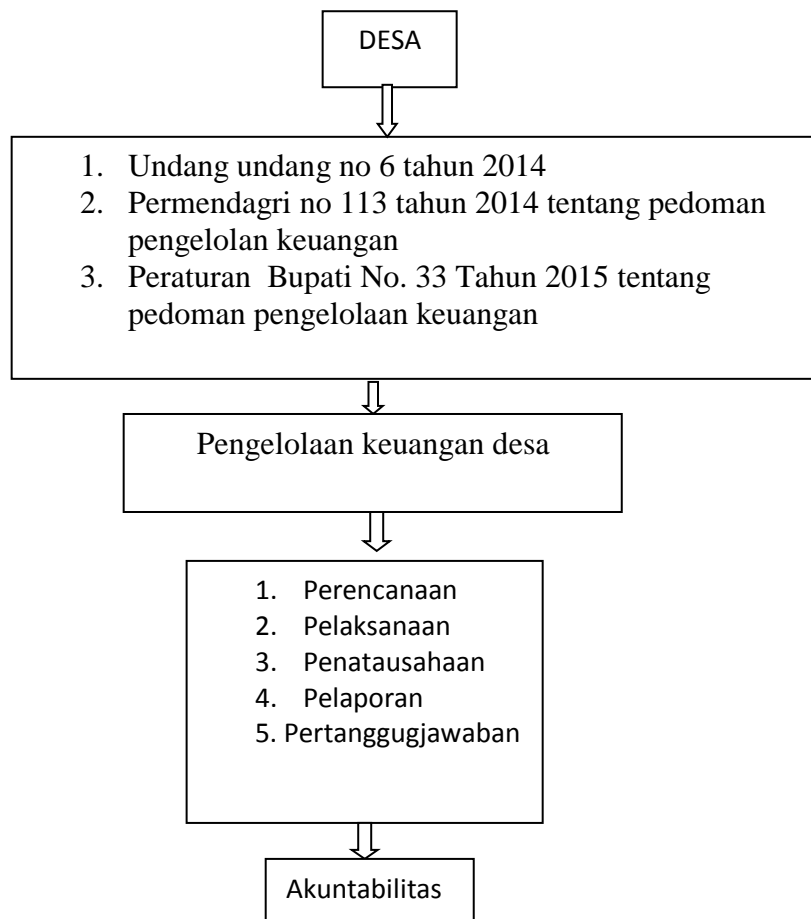 DESA
1. Undang undang no 6 tahun 2014
2. Permendagri no 113 tahun 2014 tentang pedoman
pengelolan keuangan
3. Peraturan Bupati No. 33 Tahun 2015 tentang
pedoman pengelolaan keuangan
Pengelolaan keuangan desa
1. Perencanaan
2. Pelaksanaan
3. Penatausahaan
4. Pelaporan
5. Pertanggugjawaban
Akuntabilitas